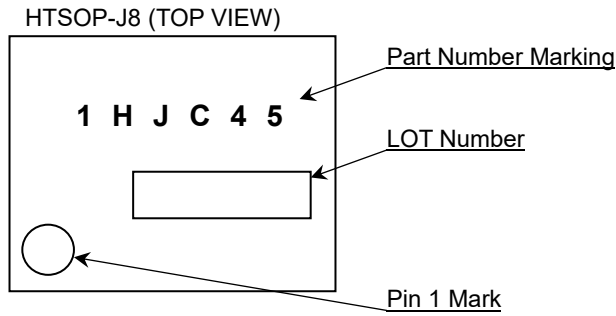 HTSOP-J8 (TOP VIEW)
Part Number Marking
1 H J C 4 5
LOT Number
Pin 1 Mark